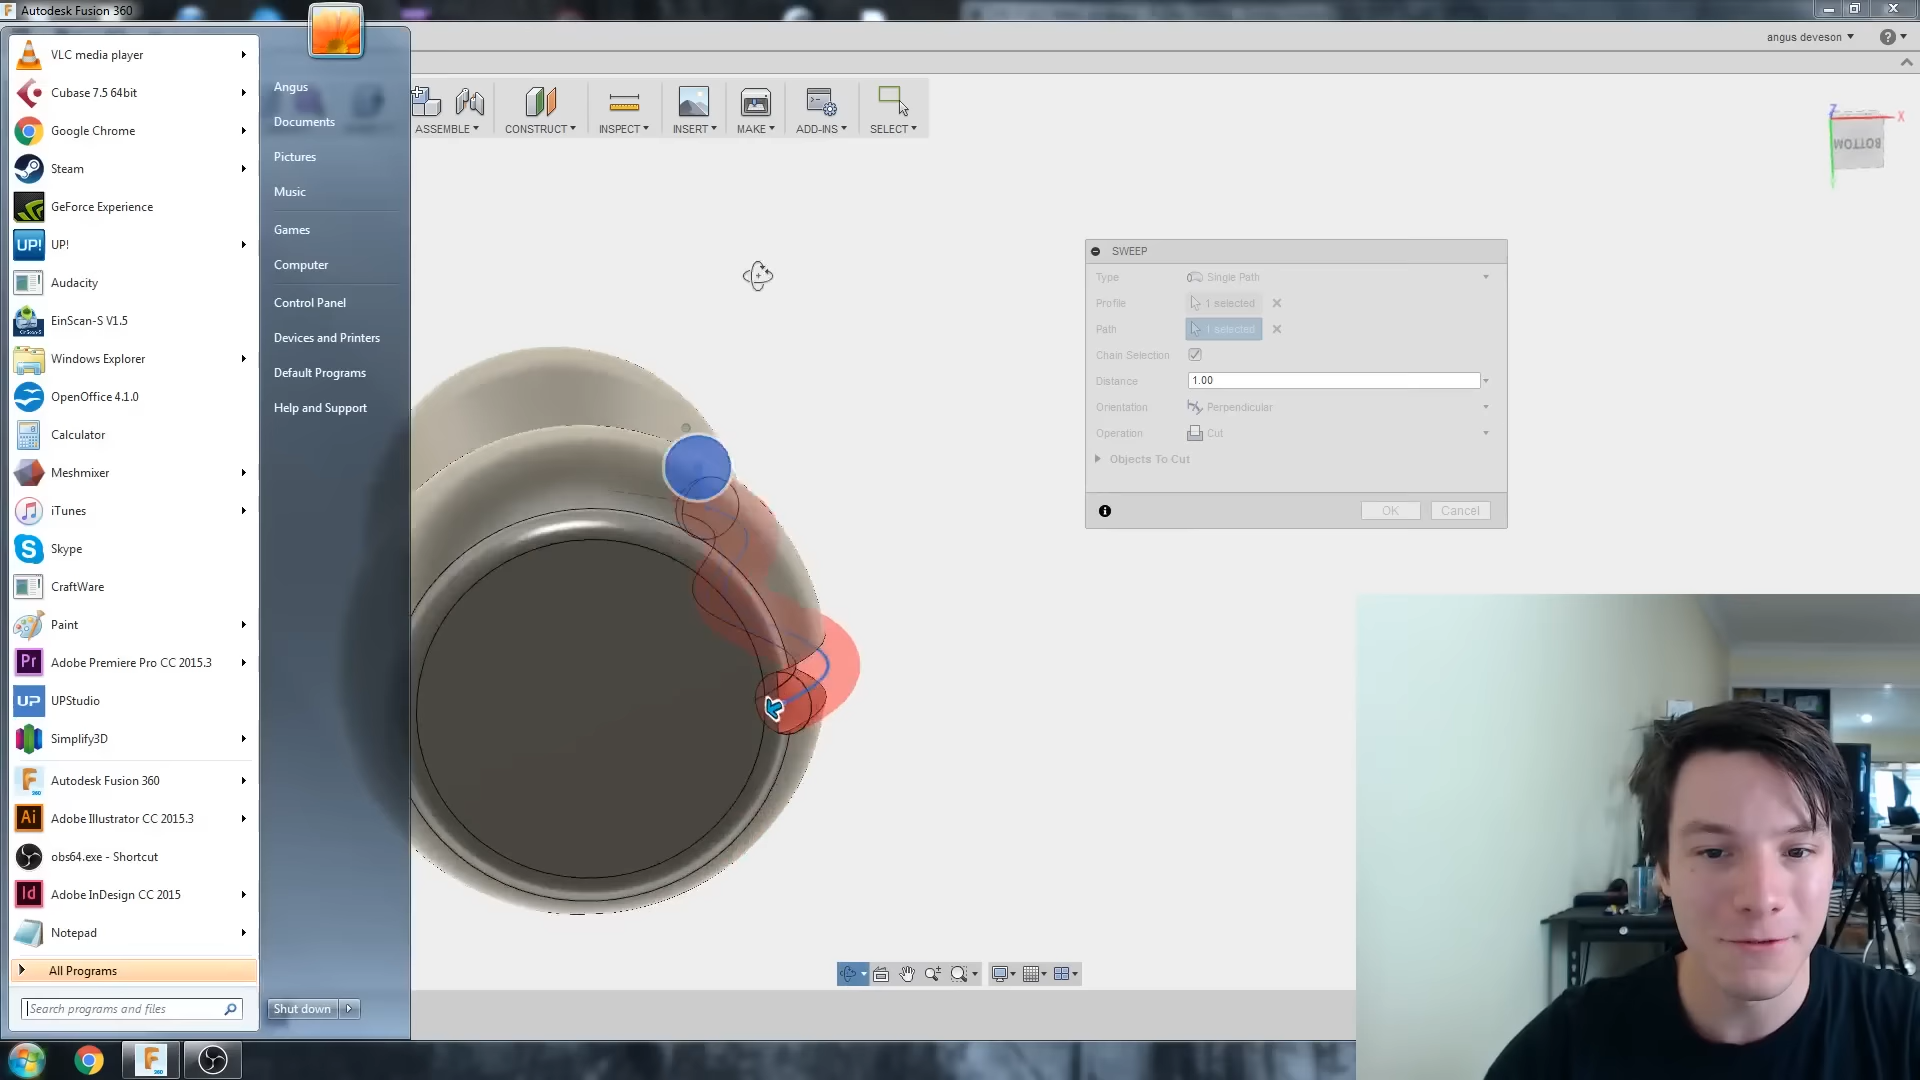 Autodesk Fusion 360
angus deveson
VLC media player
Cubase 7.5 64bit
Google Chrome
Steam
GeForce Experience
UP!
UP!
Audacity
EinScan-S V1.5
Windows Explorer
OpenOffice 4.1.0
Calculator
Meshmixer
iTunes
Skype
CraftWare
Paint
Pr
Adobe Premiere Pro CC 2015.3
UP
UPStudio
Simplify3D
Autodesk Fusion 360
Ai
Adobe Illustrator CC 2015.3
obs64.exe - Shortcut
Id
Adobe InDesign CC 2015
Notepad
All Programs
Search programs and files
Angus
Documents
Pictures
Music
Games
Computer
Control Panel
Devices and Printers
Default Programs
Help and Support
Shut down
ASSEMBLE
CONSTRUCT
INSPECT
INSERT
MAKE
ADD-INS
SELECT
Z
X
BOTTOM
SWEEP
Type
Single Path
Profile
1 selected
Path
1 selected
Chain Selection
Distance
1.00
Orientation
Perpendicular
Operation
Cut
Objects To Cut
OK
Cancel